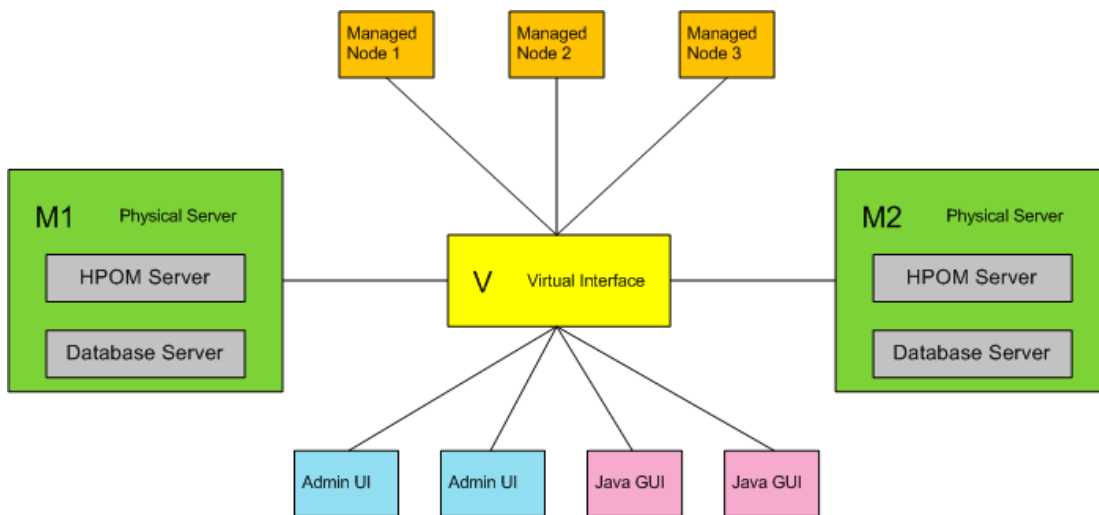 Managed
Node 1
Managed
Node 2
Managed
Node 3
M1 Physical Server
HPOM Server
Database Server
V Virtual Interface
M2 Physical Server
HPOM Server
Database Server
Admin UI
Admin UI
Java GUI
Java GUI